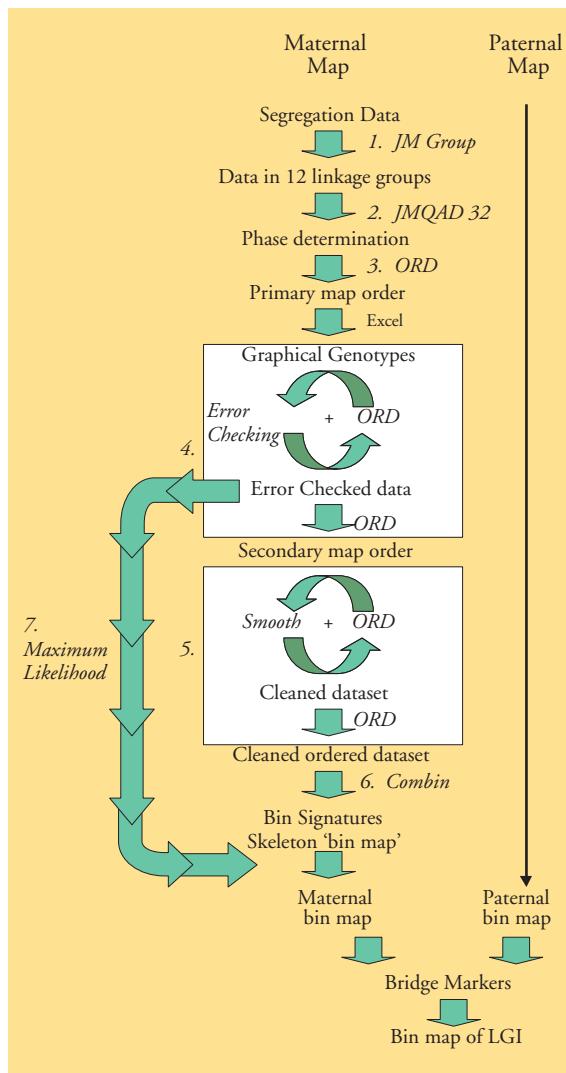 Maternal
Map
Paternal
Map
Segregation Data
1. JM Group
Data in 12 linkage groups
2. JMQAD 32
Phase determination
3. ORD
Primary map order
Excel
Graphical Genotypes
Error
Checking
+
ORD
4.
Error Checked data
ORD
Secondary map order
Smooth + ORD
5.
7.
Maximum
Likelihood
Cleaned dataset
ORD
Cleaned ordered dataset
6. Combin
Bin Signatures
Skeleton ‘bin map’
Maternal
bin map
Paternal
bin map
Bridge Markers
Bin map of LGI